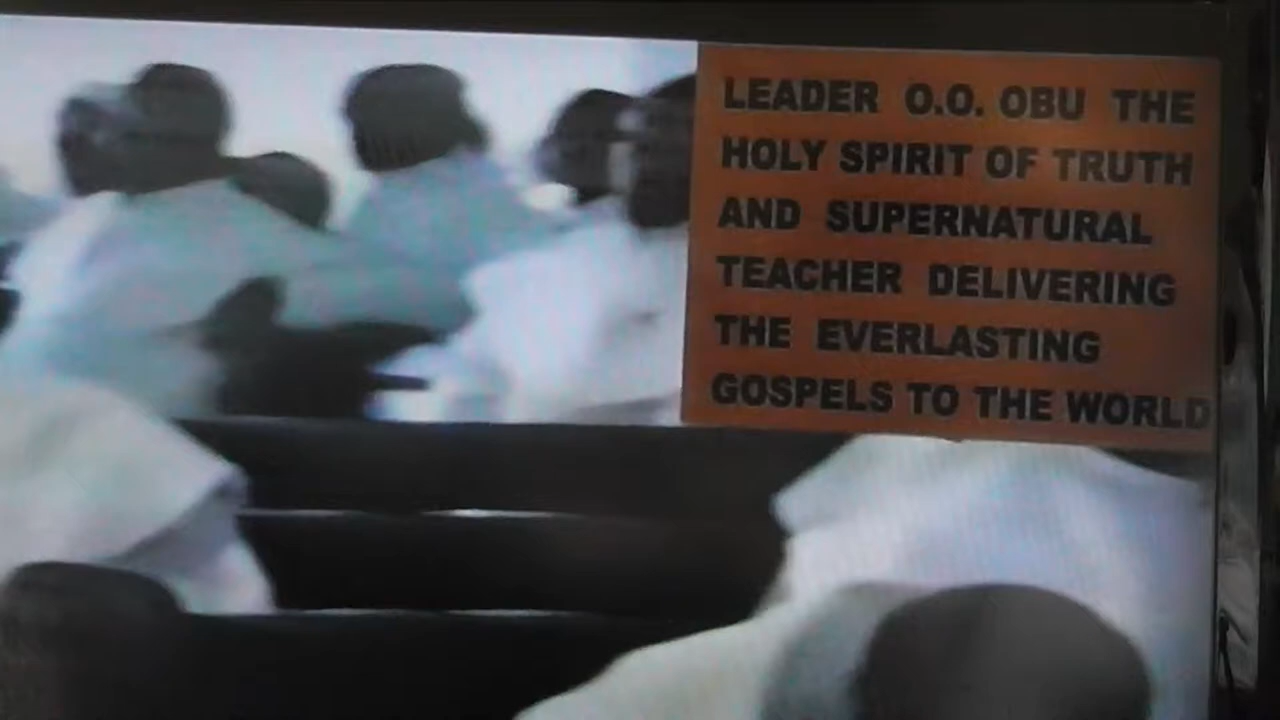 LEADER O.O. OBU THE
HOLY SPIRIT OF TRUTH
AND SUPERNATURAL
TEACHER DELIVERING
THE EVERLASTING
GOSPELS TO THE WORLD